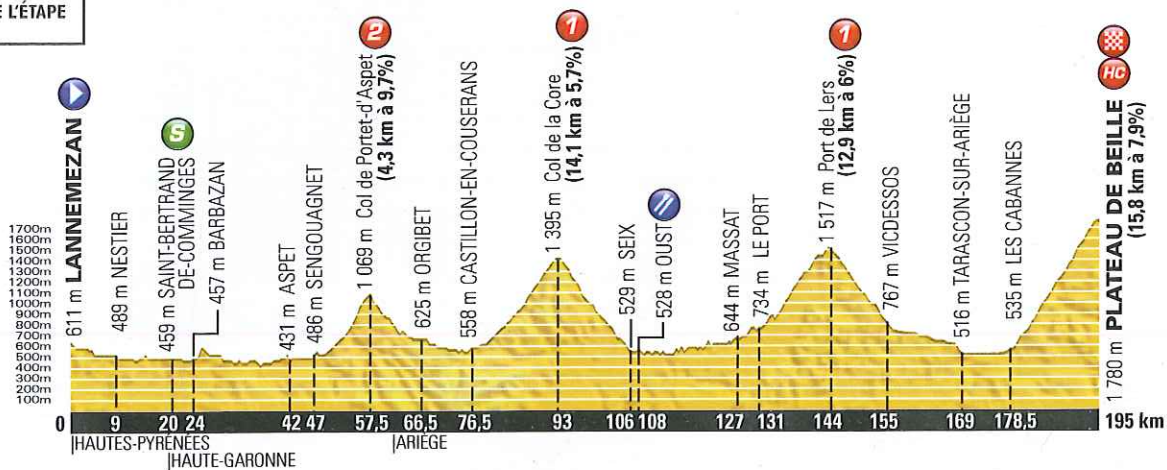 E L'ÉTAPE
611 m LANNEMEZAN
489 m NESTIER
S
459 m SAINT-BERTRAND
DE-COMMINGES
457 m BARBAZAN
431 m ASPET
486 m SENGOUAGNET
2
1 069 m Col de Portet-d'Aspet
(4,3 km à 9,7%)
625 m ORGIBET
558 m CASTILLON-EN-COUSERANS
1
1 395 m Col de la Core
(14,1 km à 5,7%)
529 m SEIX
528 m OUST
644 m MASSAT
734 m LE PORT
1
1 517 m Port de Lers
(12,9 km à 6%)
767 m VICDESSOS
516 m TARASCON-SUR-ARIÈGE
535 m LES CABANNES
HC
1 780 m PLATEAU DE BEILLE
(15,8 km à 7,9%)
1700m
1600m
1500m
1400m
1300m
1200m
1100m
1000m
900m
800m
700m
600m
500m
400m
300m
200m
100m
0 9 20 24 42 47 57,5 66,5 76,5 93 106 108 127 131 144 155 169 178,5 195 km
HAUTES-PYRÉNÉES
HAUTE-GARONNE
ARIÈGE